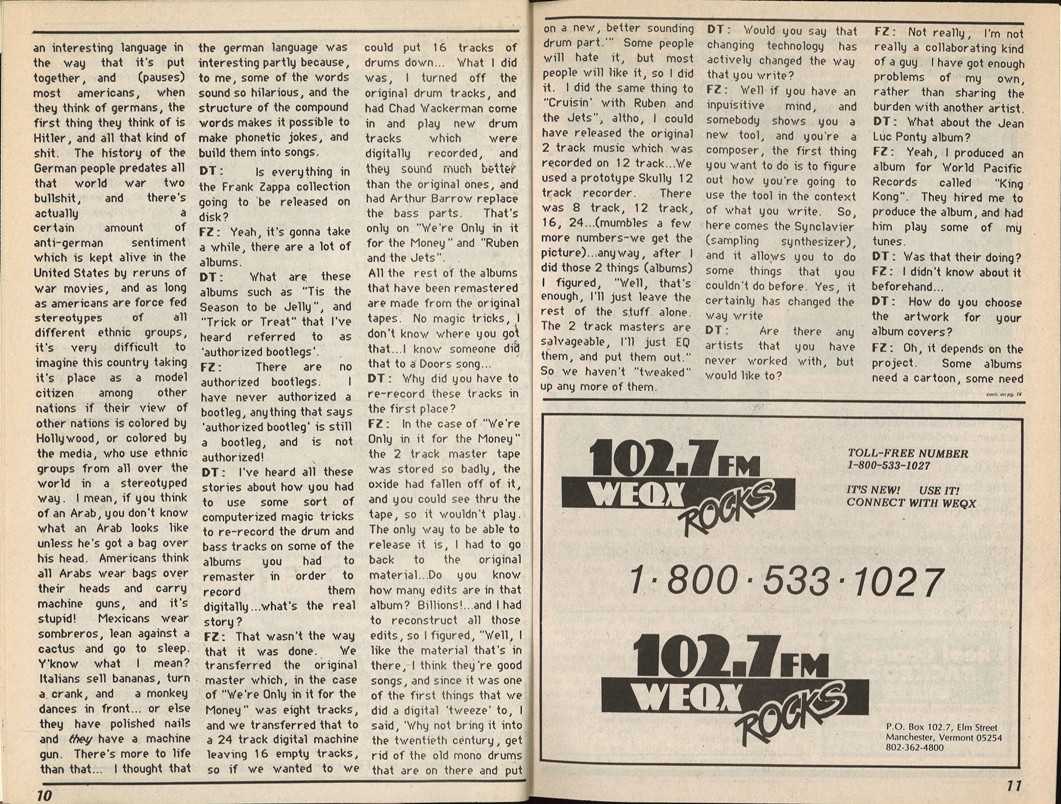 an interesting language in
the way that it's put
together, and (pauses)
most americans, when
they think of germans, the
first thing they think of is
Hitler, and all that kind of
shit. The history of the
German people predates all
that world war two
bullshit, and there's
actually a
certain amount of
anti-german sentiment
which is kept alive in the
United States by reruns of
war movies, and as long
as americans are force fed
stereotypes of all
different ethnic groups,
it's very difficult to
imagine this country taking
it's place as a model
citizen among other
nations if their view of
other nations is colored by
Hollywood, or colored by
the media, who use ethnic
groups from all over the
world in a stereotyped
way. I mean, if you think
of an Arab, you don't know
what an Arab looks like
unless he's got a bag over
his head. Americans think
all Arabs wear bags over
their heads and carry
machine guns, and it's
stupid! Mexicans wear
sombreros, lean against a
cactus and go to sleep.
Y'know what I mean?
Italians sell bananas, turn
a crank, and a monkey
dances in front... or else
they have polished nails
and they have a machine
gun. There's more to life
than that... I thought that
the german language was
interesting partly because,
to me, some of the words
sound so hilarious, and the
structure of the compound
words makes it possible to
make phonetic jokes, and
build them into songs.
DT: Is everything in
the Frank Zappa collection
going to be released on
disk?
FZ: Yeah, it's gonna take
a while, there are a lot of
albums.
DT: What are these
albums such as "Tis the
Season to be Jelly", and
"Trick or Treat" that I've
heard referred to as
'authorized bootlegs'.
FZ: There are no
authorized bootlegs. I
have never authorized a
bootleg, anything that says
'authorized bootleg' is still
a bootleg, and is not
authorized!
DT: I've heard all these
stories about how you had
to use some sort of
computerized magic tricks
to re-record the drum and
bass tracks on some of the
albums you had to
remaster in order to
record them
digitally...what's the real
story?
FZ: That wasn't the way
that it was done. We
transferred the original
master which, in the case
of "We're Only in it for the
Money" was eight tracks,
and we transferred that to
a 24 track digital machine
leaving 16 empty tracks,
so if we wanted to we
could put 16 tracks of
drums down... What I did
was, I turned off the
original drum tracks, and
had Chad Wackerman come
in and play new drum
tracks which were
digitally recorded, and
they sound much better
than the original ones, and
had Arthur Barrow replace
the bass parts. That's
only on "We're Only in it
for the Money" and "Ruben
and the Jets".
All the rest of the albums
that have been remastered
are made from the original
tapes. No magic tricks, I
don't know where you got
that...I know someone did
that to a Doors song...
DT: Why did you have to
re-record these tracks in
the first place?
FZ: In the case of "We're
Only in it for the Money"
the 2 track master tape
was stored so badly, the
oxide had fallen off of it,
and you could see thru the
tape, so it wouldn't play.
The only way to be able to
release it is, I had to go
back to the original
material...Do you know
how many edits are in that
album? Billions!...and I had
to reconstruct all those
edits, so I figured, "Well, I
like the material that's in
there, I think they're good
songs, and since it was one
of the first things that we
did a digital 'tweeze' to, I
said, 'Why not bring it into
the twentieth century, get
rid of the old mono drums
that are on there and put
10
on a new, better sounding
drum part.'" Some people
will hate it, but most
people will like it, so I did
it. I did the same thing to
"Cruisin' with Ruben and
the Jets", altho, I could
have released the original
2 track music which was
recorded on 12 track...We
used a prototype Skully 12
track recorder. There
was 8 track, 12 track,
16, 24...(mumbles a few
more numbers-we get the
picture)...anyway, after I
did those 2 things (albums)
I figured, "Well, that's
enough, I'll just leave the
rest of the stuff alone.
The 2 track masters are
salvageable, I'll just EQ
them, and put them out."
So we haven't "tweaked"
up any more of them.
DT: Would you say that
changing technology has
actively changed the way
that you write?
FZ: Well if you have an
inpuisitive mind, and
somebody shows you a
new tool, and you're a
composer, the first thing
you want to do is to figure
out how you're going to
use the tool in the context
of what you write. So,
here comes the Synclavier
(sampling synthesizer),
and it allows you to do
some things that you
couldn't do before. Yes, it
certainly has changed the
way write
DT: Are there any
artists that you have
never worked with, but
would like to?
FZ: Not really, I'm not
really a collaborating kind
of a guy. I have got enough
problems of my own,
rather than sharing the
burden with another artist.
DT: What about the Jean
Luc Ponty album?
FZ: Yeah, I produced an
album for World Pacific
Records called "King
Kong". They hired me to
produce the album, and had
him play some of my
tunes.
DT: Was that their doing?
FZ: I didn't know about it
beforehand...
DT: How do you choose
the artwork for your
album covers?
FZ: Oh, it depends on the
project. Some albums
need a cartoon, some need
cont. on pg. 14
102.7 FM
WEQX
ROCKS
TOLL-FREE NUMBER
1-800-533-1027
IT'S NEW! USE IT!
CONNECT WITH WEQX
1·800·533·1027
102.7 FM
WEQX
ROCKS
P.O. Box 102.7, Elm Street
Manchester, Vermont 05254
802-362-4800
11